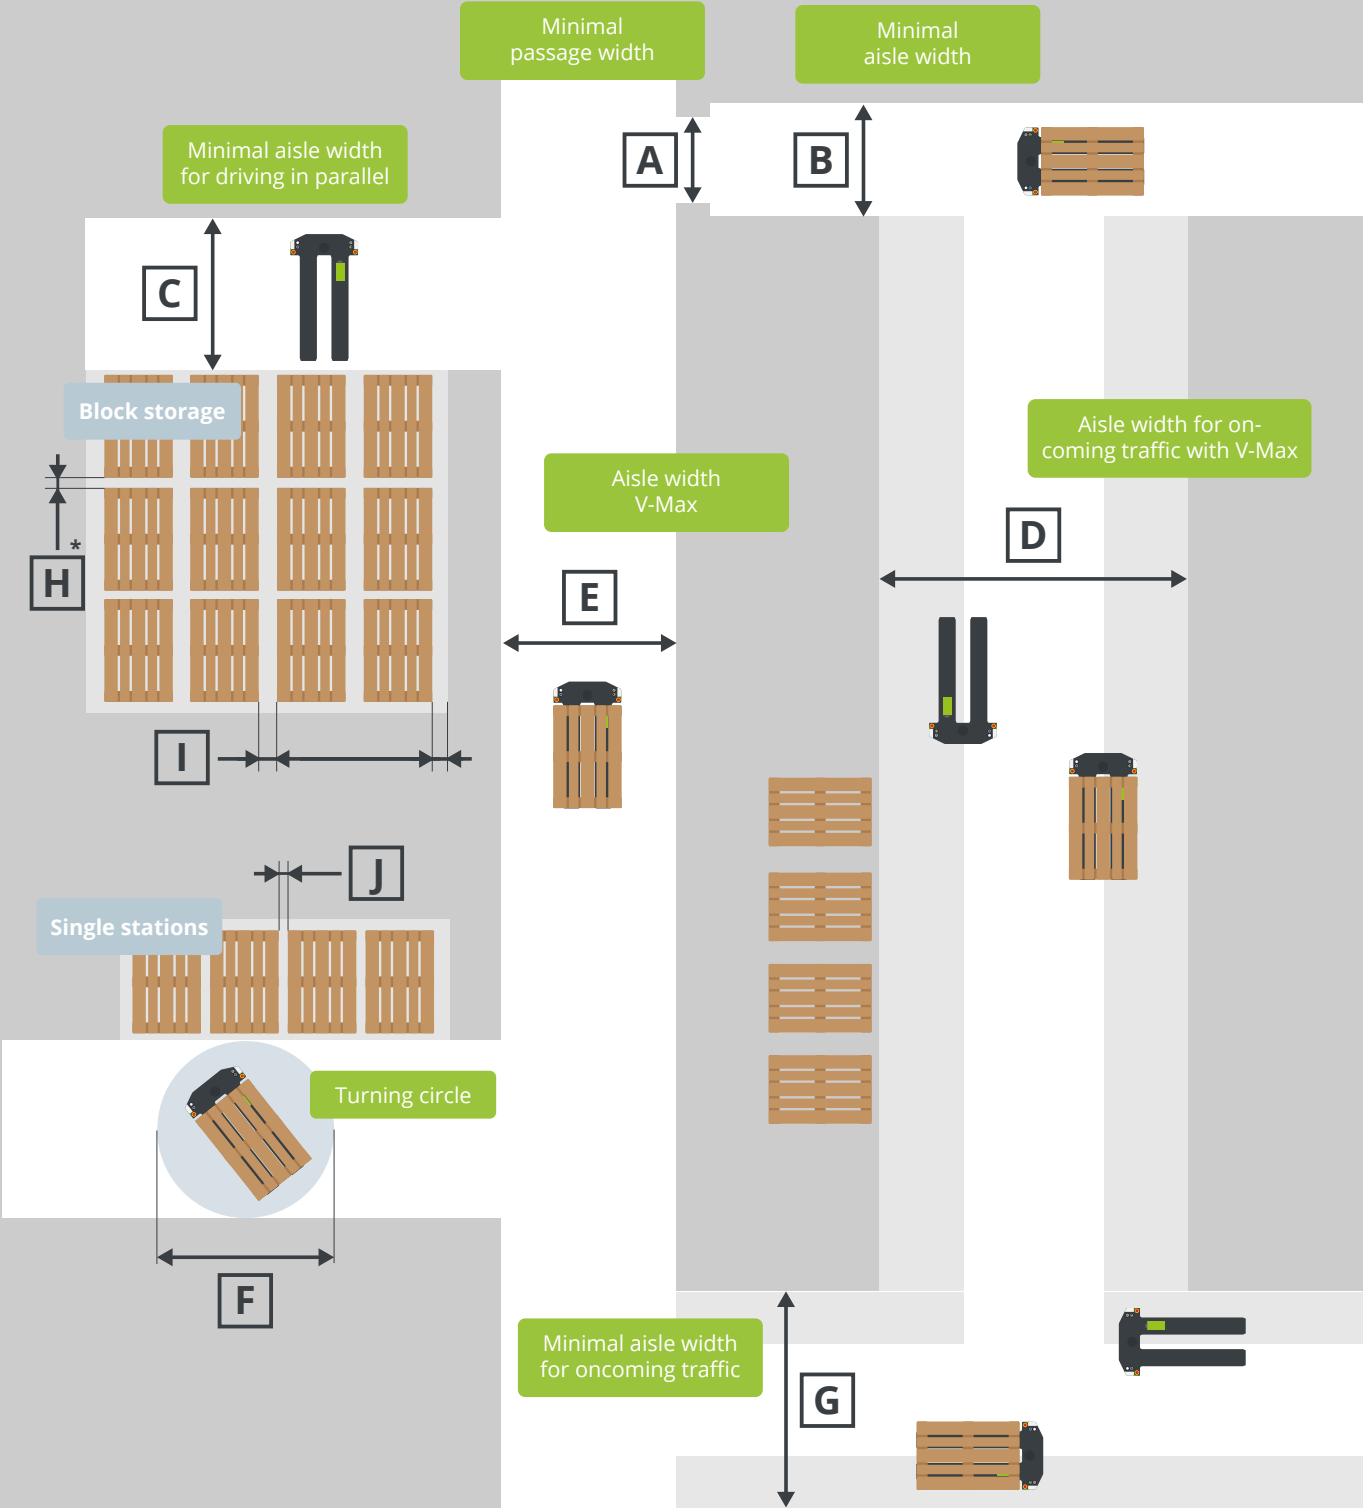 Minimal
passage width
Minimal
aisle width
Minimal aisle width
for driving in parallel
A
B
C
Block storage
Aisle width for on-
coming traffic with V-Max
Aisle width
V-Max
D
*
H
E
I
J
Single stations
Turning circle
F
Minimal aisle width
for oncoming traffic
G